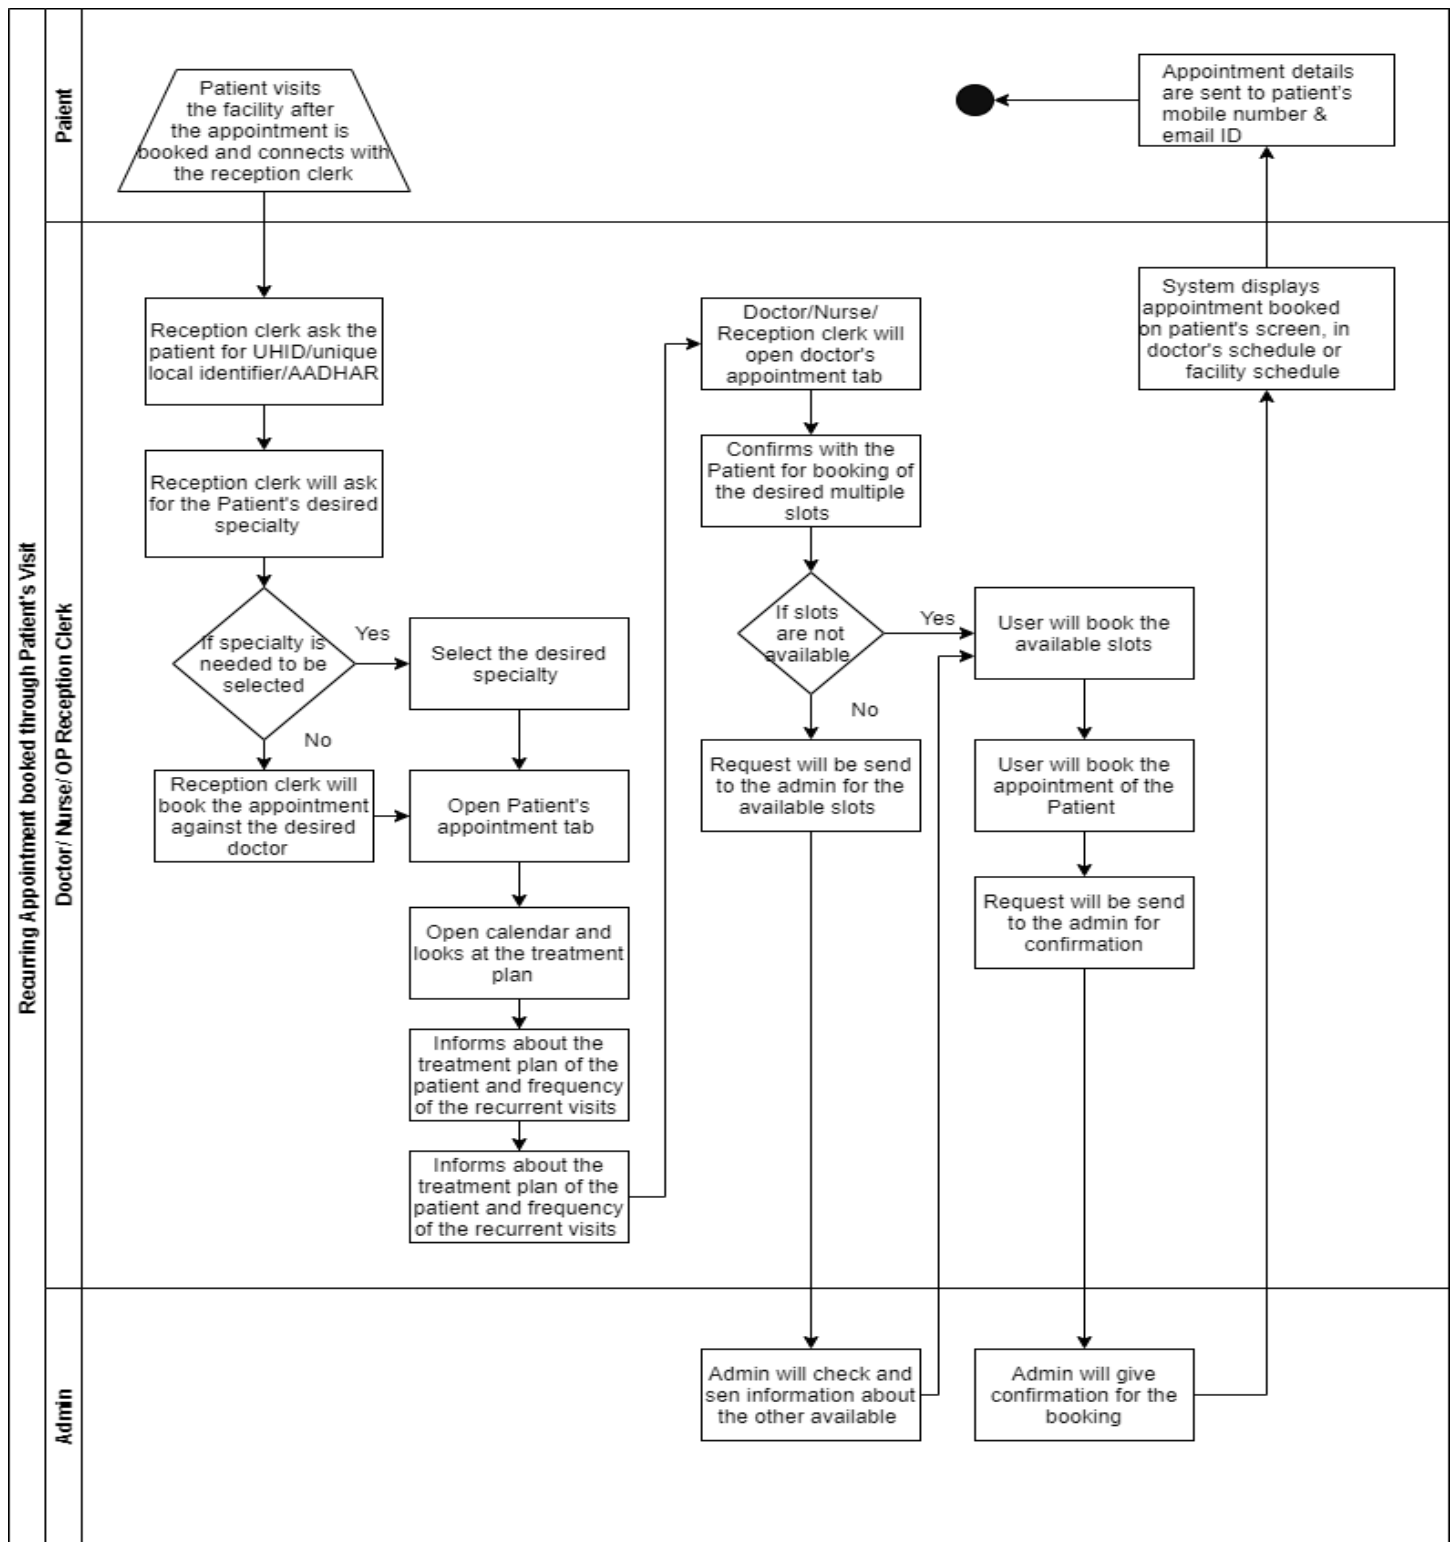 Recurring Appointment booked through Patient's Visit
Paient
Patient visits
the facility after
the appointment is
booked and connects with
the reception clerk
Appointment details
are sent to patient's
mobile number &
email ID
Doctor/ Nurse/ OP Reception Clerk
Reception clerk ask the
patient for UHID/unique
local identifier/AADHAR
Reception clerk will ask
for the Patient's desired
specialty
If specialty is
needed to be
selected
Yes
No
Select the desired
specialty
Reception clerk will
book the appointment
against the desired
doctor
Open Patient's
appointment tab
Open calendar and
looks at the treatment
plan
Informs about the
treatment plan of the
patient and frequency
of the recurrent visits
Informs about the
treatment plan of the
patient and frequency
of the recurrent visits
Doctor/Nurse/
Reception clerk will
open doctor's
appointment tab
Confirms with the
Patient for booking of
the desired multiple
slots
If slots
are not
available
Yes
No
Request will be send
to the admin for the
available slots
User will book the
available slots
User will book the
appointment of the
Patient
Request will be send
to the admin for
confirmation
System displays
appointment booked
on patient's screen, in
doctor's schedule or
facility schedule
Admin
Admin will check and
sen information about
the other available
Admin will give
confirmation for the
booking